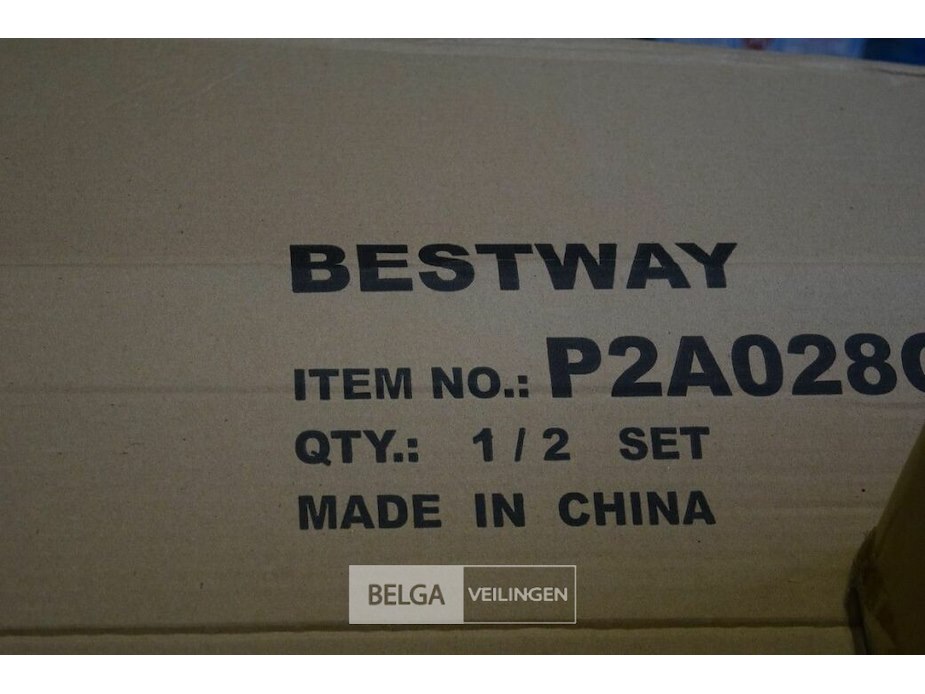 BESTWAY
ITEM NO.: P2A028
QTY.: 1/2 SET
MADE IN CHINA
BELGA VEILINGEN